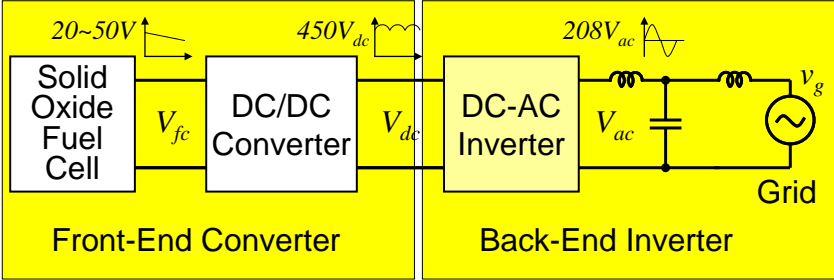 20~50V
450Vdc
208Vac
Solid
Oxide
Fuel
Cell
Vfc
DC/DC
Converter
Vdc
DC-AC
Inverter
Vac
vg
Grid
Front-End Converter
Back-End Inverter